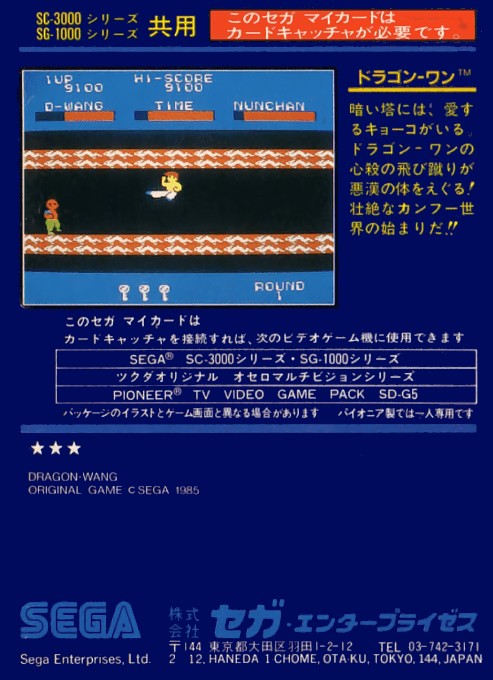 SC-3000 シリーズ
SG-1000 シリーズ 共用
このセガ マイカードは
カードキャッチャが必要です。
1UP HI-SCORE
9100 9100
D-WANG TIME NUNCHAN
ROUND
1
ドラゴン-ワン™
暗い塔には、愛す
るキョーコがいる。
ドラゴン-ワンの
心殺の飛び蹴りが
悪漢の体をえぐる!
壮絶なカンフー世
界の始まりだ!!
このセガ マイカードは
カードキャッチャを接続すれば、次のビデオゲーム機に使用できます
SEGA® SC-3000シリーズ・SG-1000シリーズ
ツクダオリジナル オセロマルチビジョンシリーズ
PIONEER® TV VIDEO GAME PACK SD-G5
パッケージのイラストとゲーム画面と異なる場合があります パイオニア製では一人専用です
★★★
DRAGON-WANG
ORIGINAL GAME © SEGA 1985
SEGA 株式会社 セガ・エンタープライゼス
〒144 東京都大田区羽田1-2-12 TEL 03-742-3171
Sega Enterprises, Ltd. 2 12, HANEDA 1 CHOME, OTA-KU, TOKYO, 144, JAPAN